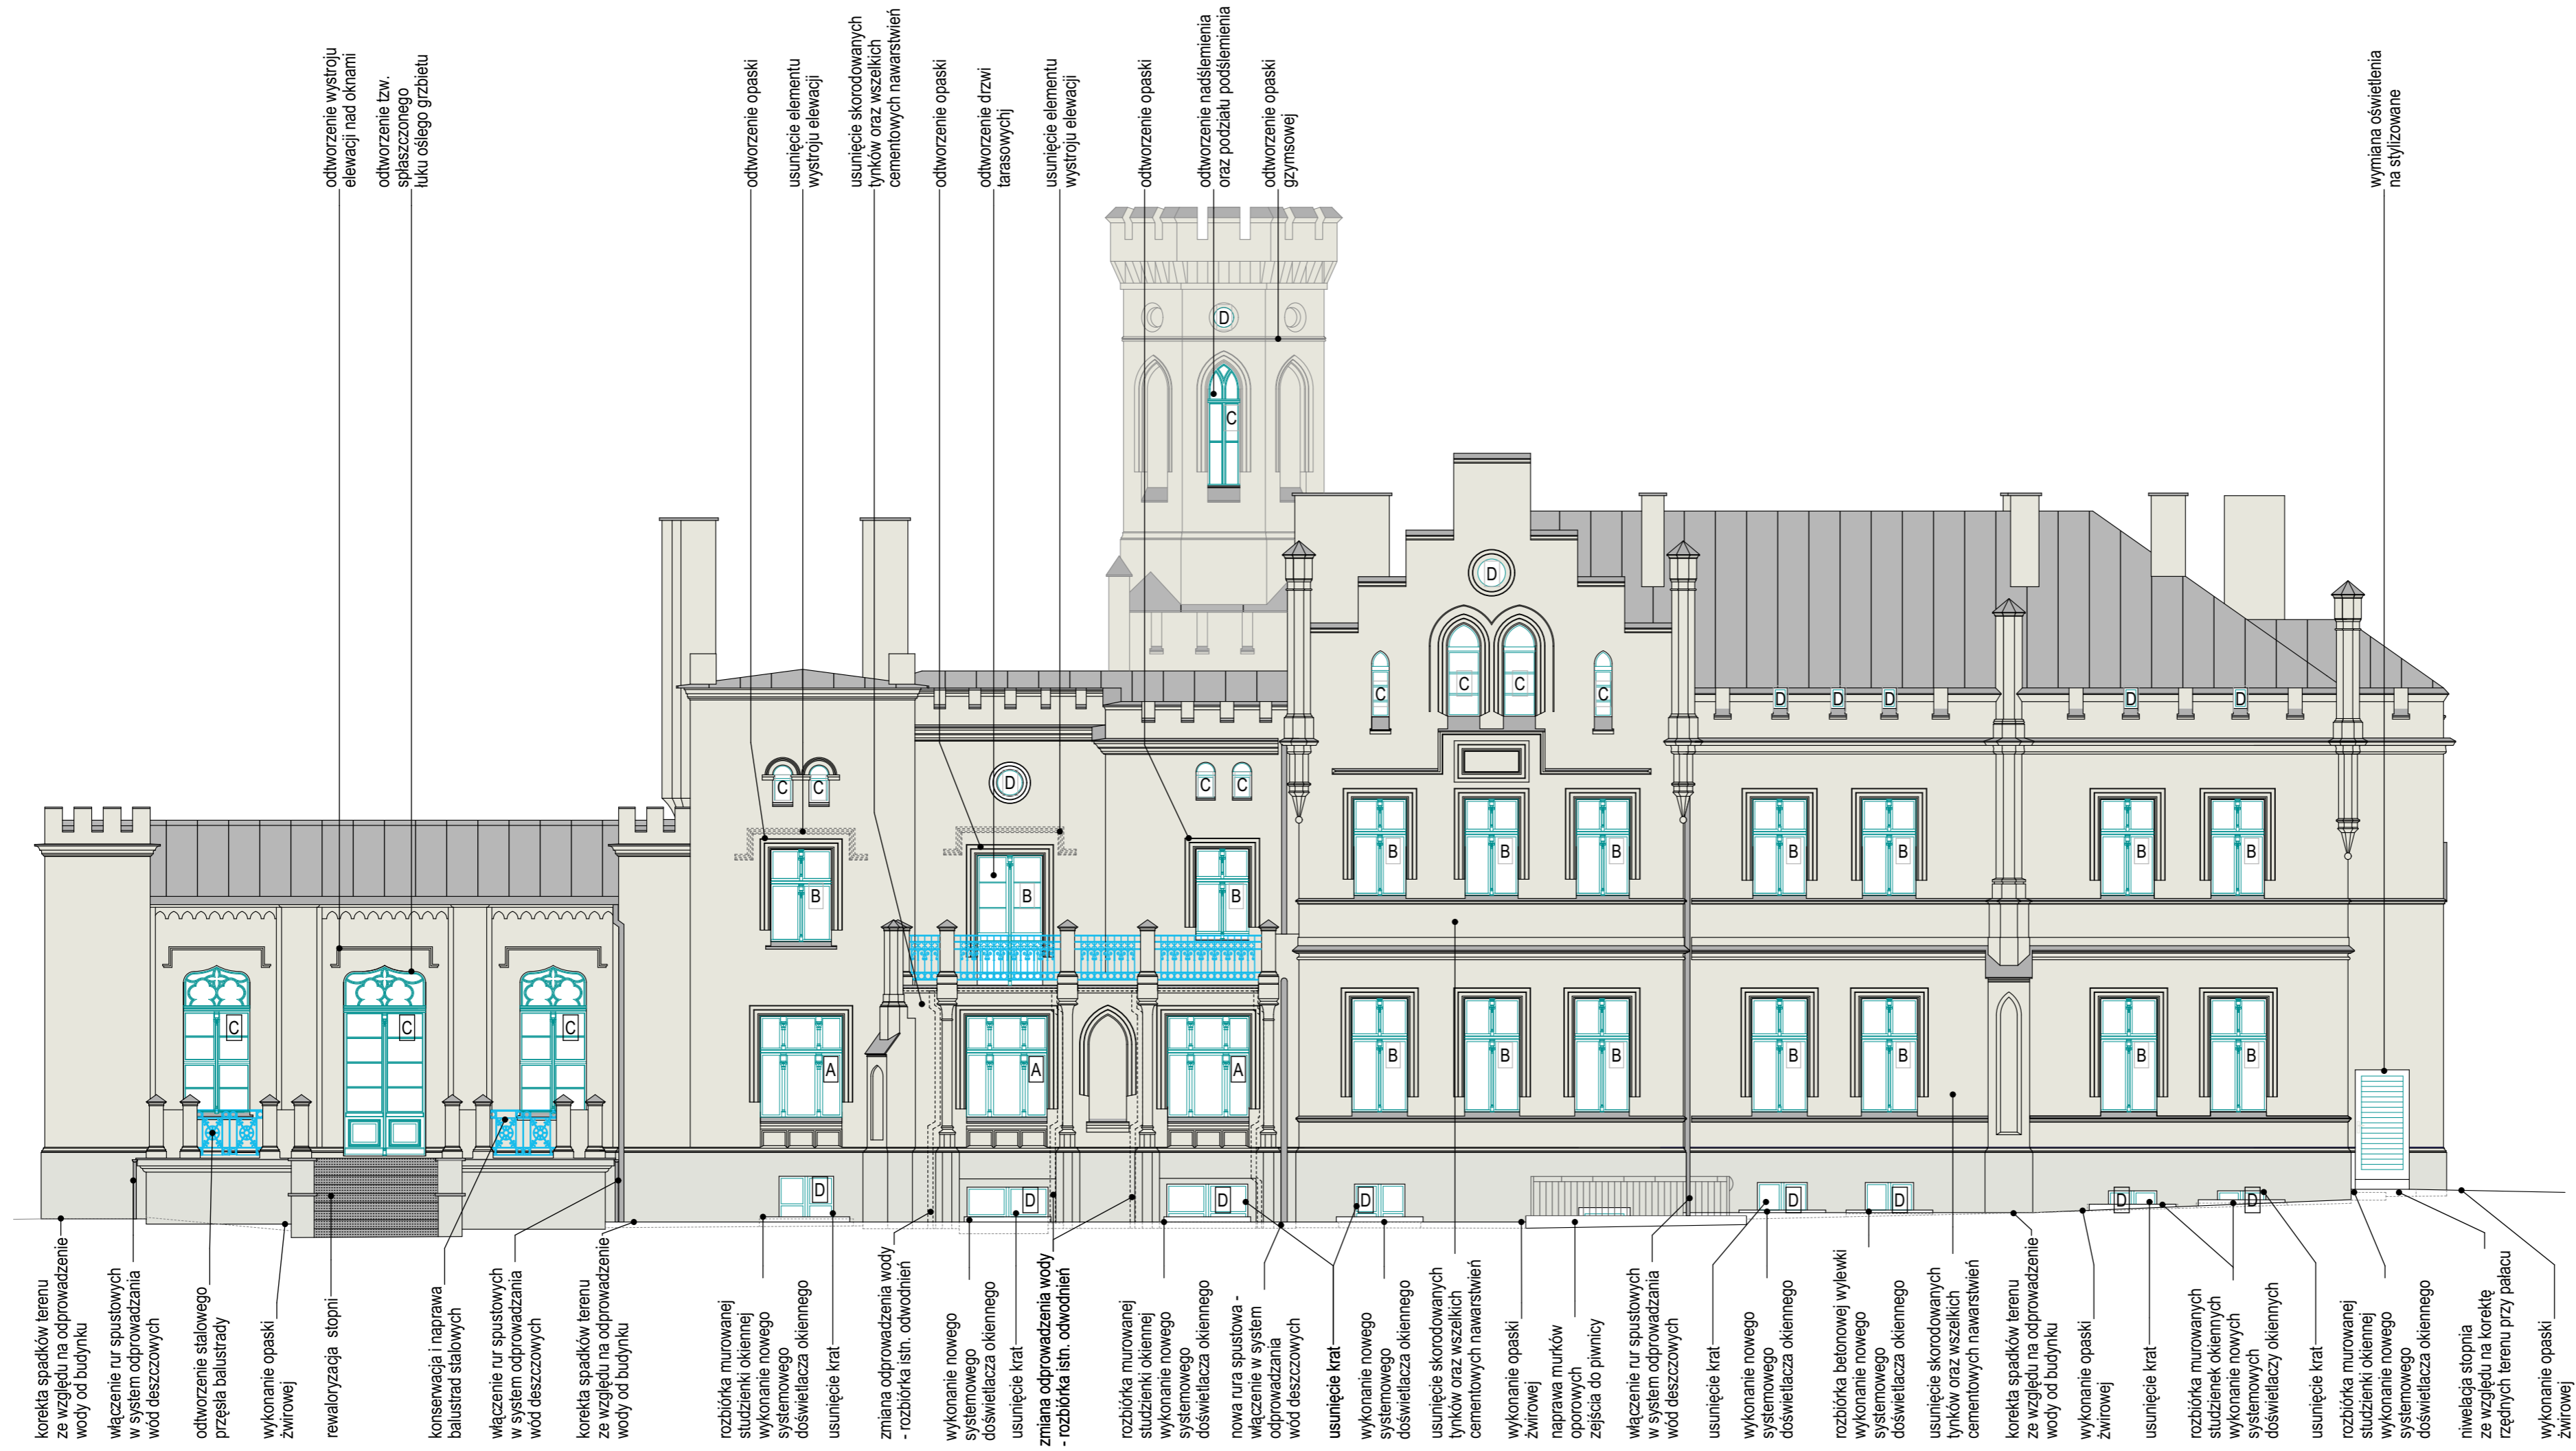 odtworzenie wystroju
elewacji nad oknami
odtworzenie tzw.
spłaszczonego
łuku oślego grzbietu
odtworzenie opaski
usunięcie elementu
wystroju elewacji
usunięcie skorodowanych
tynków oraz wszelkich
cementowych nawarstwień
odtworzenie opaski
odtworzenie drzwi
tarasowychj
usunięcie elementu
wystroju elewacji
odtworzenie opaski
odtworzenie nadślemienia
oraz podziału podślemienia
odtworzenie opaski
gzymsowej
wymiana oświetlenia
na stylizowane
D
C
D
C
C
C
C
D
D
D
D
D
C
C
D
C
C
B
B
B
B
B
B
B
B
B
B
C
C
C
A
A
A
B
B
B
B
B
B
B
D
D
D
D
D
D
D
D
korekta spadków terenu
ze względu na odprowadzenie
wody od budynku
włączenie rur spustowych
w system odprowadzania
wód deszczowych
odtworzenie stalowego
przęsła balustrady
wykonanie opaski
żwirowej
rewaloryzacja stopni
konserwacja i naprawa
balustrad stalowych
włączenie rur spustowych
w system odprowadzania
wód deszczowych
korekta spadków terenu
ze względu na odprowadzenie
wody od budynku
rozbiórka murowanej
studzienki okiennej
wykonanie nowego
systemowego
doświetlacza okiennego
usunięcie krat
zmiana odprowadzenia wody
- rozbiórka istn. odwodnień
wykonanie nowego
systemowego
doświetlacza okiennego
usunięcie krat
zmiana odprowadzenia wody
- rozbiórka istn. odwodnień
rozbiórka murowanej
studzienki okiennej
wykonanie nowego
systemowego
doświetlacza okiennego
nowa rura spustowa -
włączenie w system
odprowadzania
wód deszczowych
usunięcie krat
wykonanie nowego
systemowego
doświetlacza okiennego
usunięcie skorodowanych
tynków oraz wszelkich
cementowych nawarstwień
wykonanie opaski
żwirowej
naprawa murków
oporowych
zejścia do piwnicy
włączenie rur spustowych
w system odprowadzania
wód deszczowych
usunięcie krat
wykonanie nowego
systemowego
doświetlacza okiennego
rozbiórka betonowej wylewki
wykonanie nowego
systemowego
doświetlacza okiennego
usunięcie skorodowanych
tynków oraz wszelkich
cementowych nawarstwień
korekta spadków terenu
ze względu na odprowadzenie
wody od budynku
wykonanie opaski
żwirowej
usunięcie krat
rozbiórka murowanych
studzienek okiennych
wykonanie nowych
systemowych
doświetlaczy okiennych
usunięcie krat
rozbiórka murowanej
studzienki okiennej
wykonanie nowego
systemowego
doświetlacza okiennego
niwelacja stopnia
ze względu na korektę
rzędnych terenu przy pałacu
wykonanie opaski
żwirowej